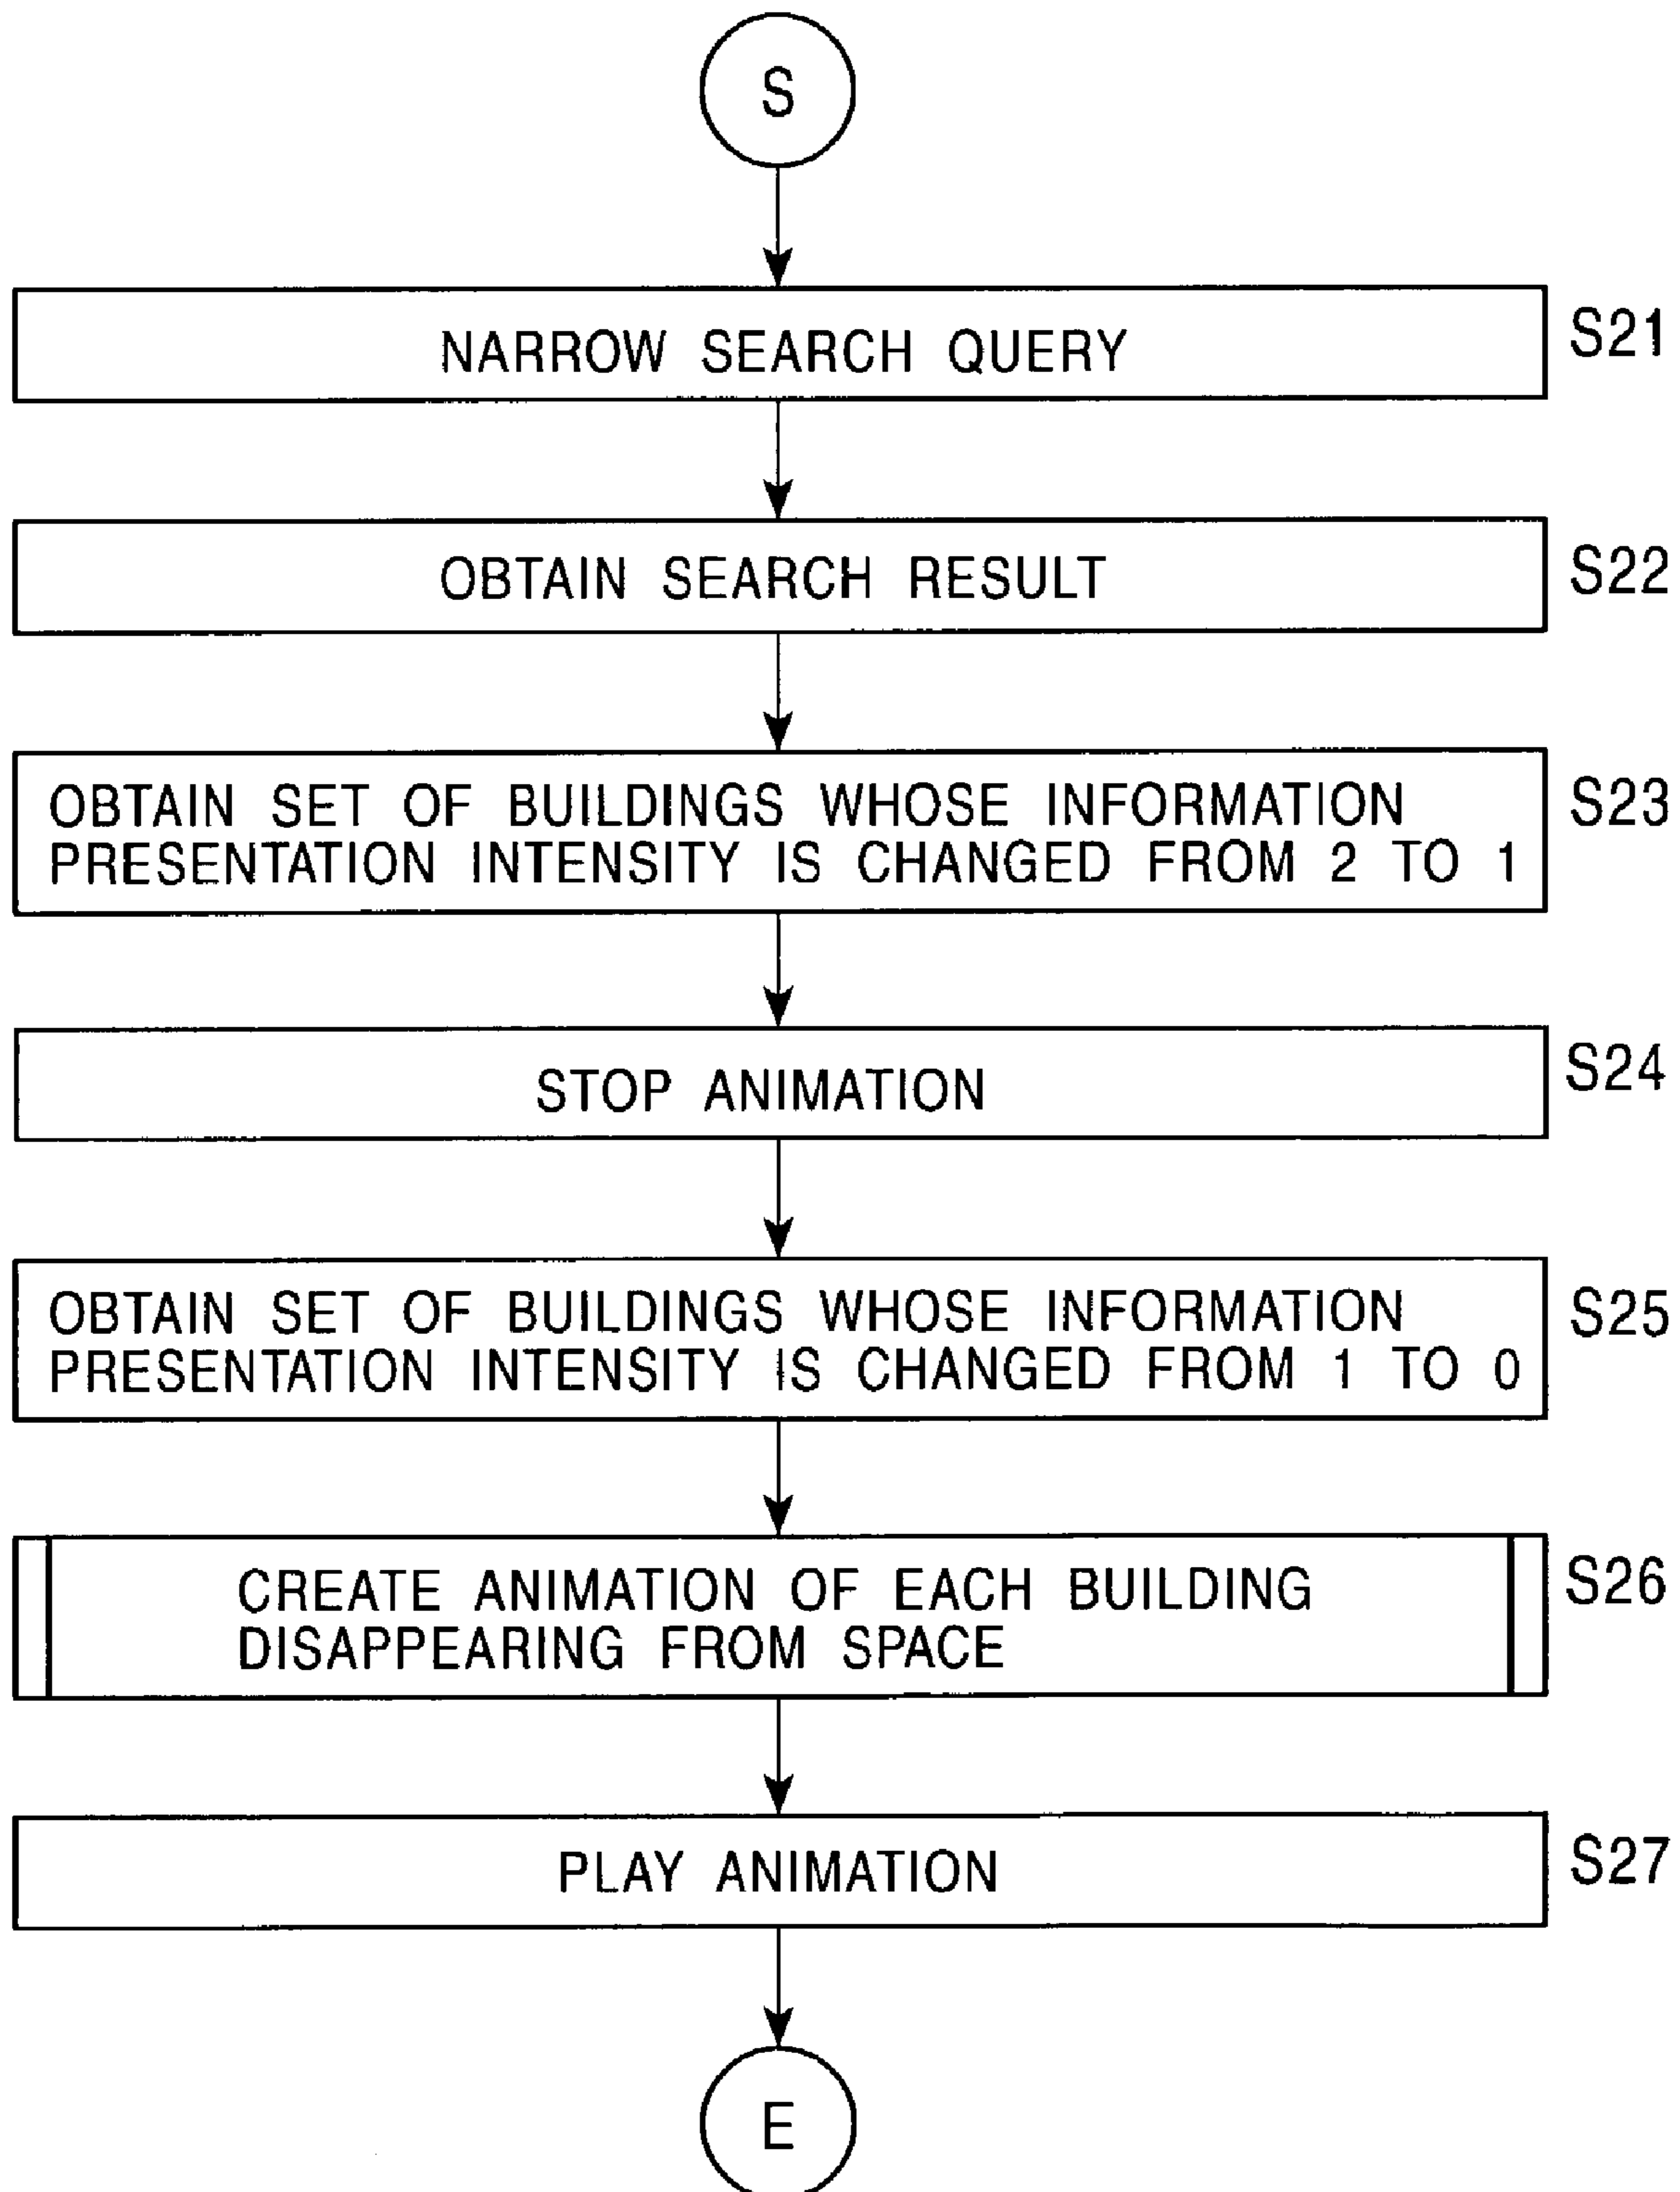 S
NARROW SEARCH QUERY
S21
OBTAIN SEARCH RESULT
S22
OBTAIN SET OF BUILDINGS WHOSE INFORMATION
PRESENTATION INTENSITY IS CHANGED FROM 2 TO 1
S23
STOP ANIMATION
S24
OBTAIN SET OF BUILDINGS WHOSE INFORMATION
PRESENTATION INTENSITY IS CHANGED FROM 1 TO 0
S25
CREATE ANIMATION OF EACH BUILDING
DISAPPEARING FROM SPACE
S26
PLAY ANIMATION
S27
E